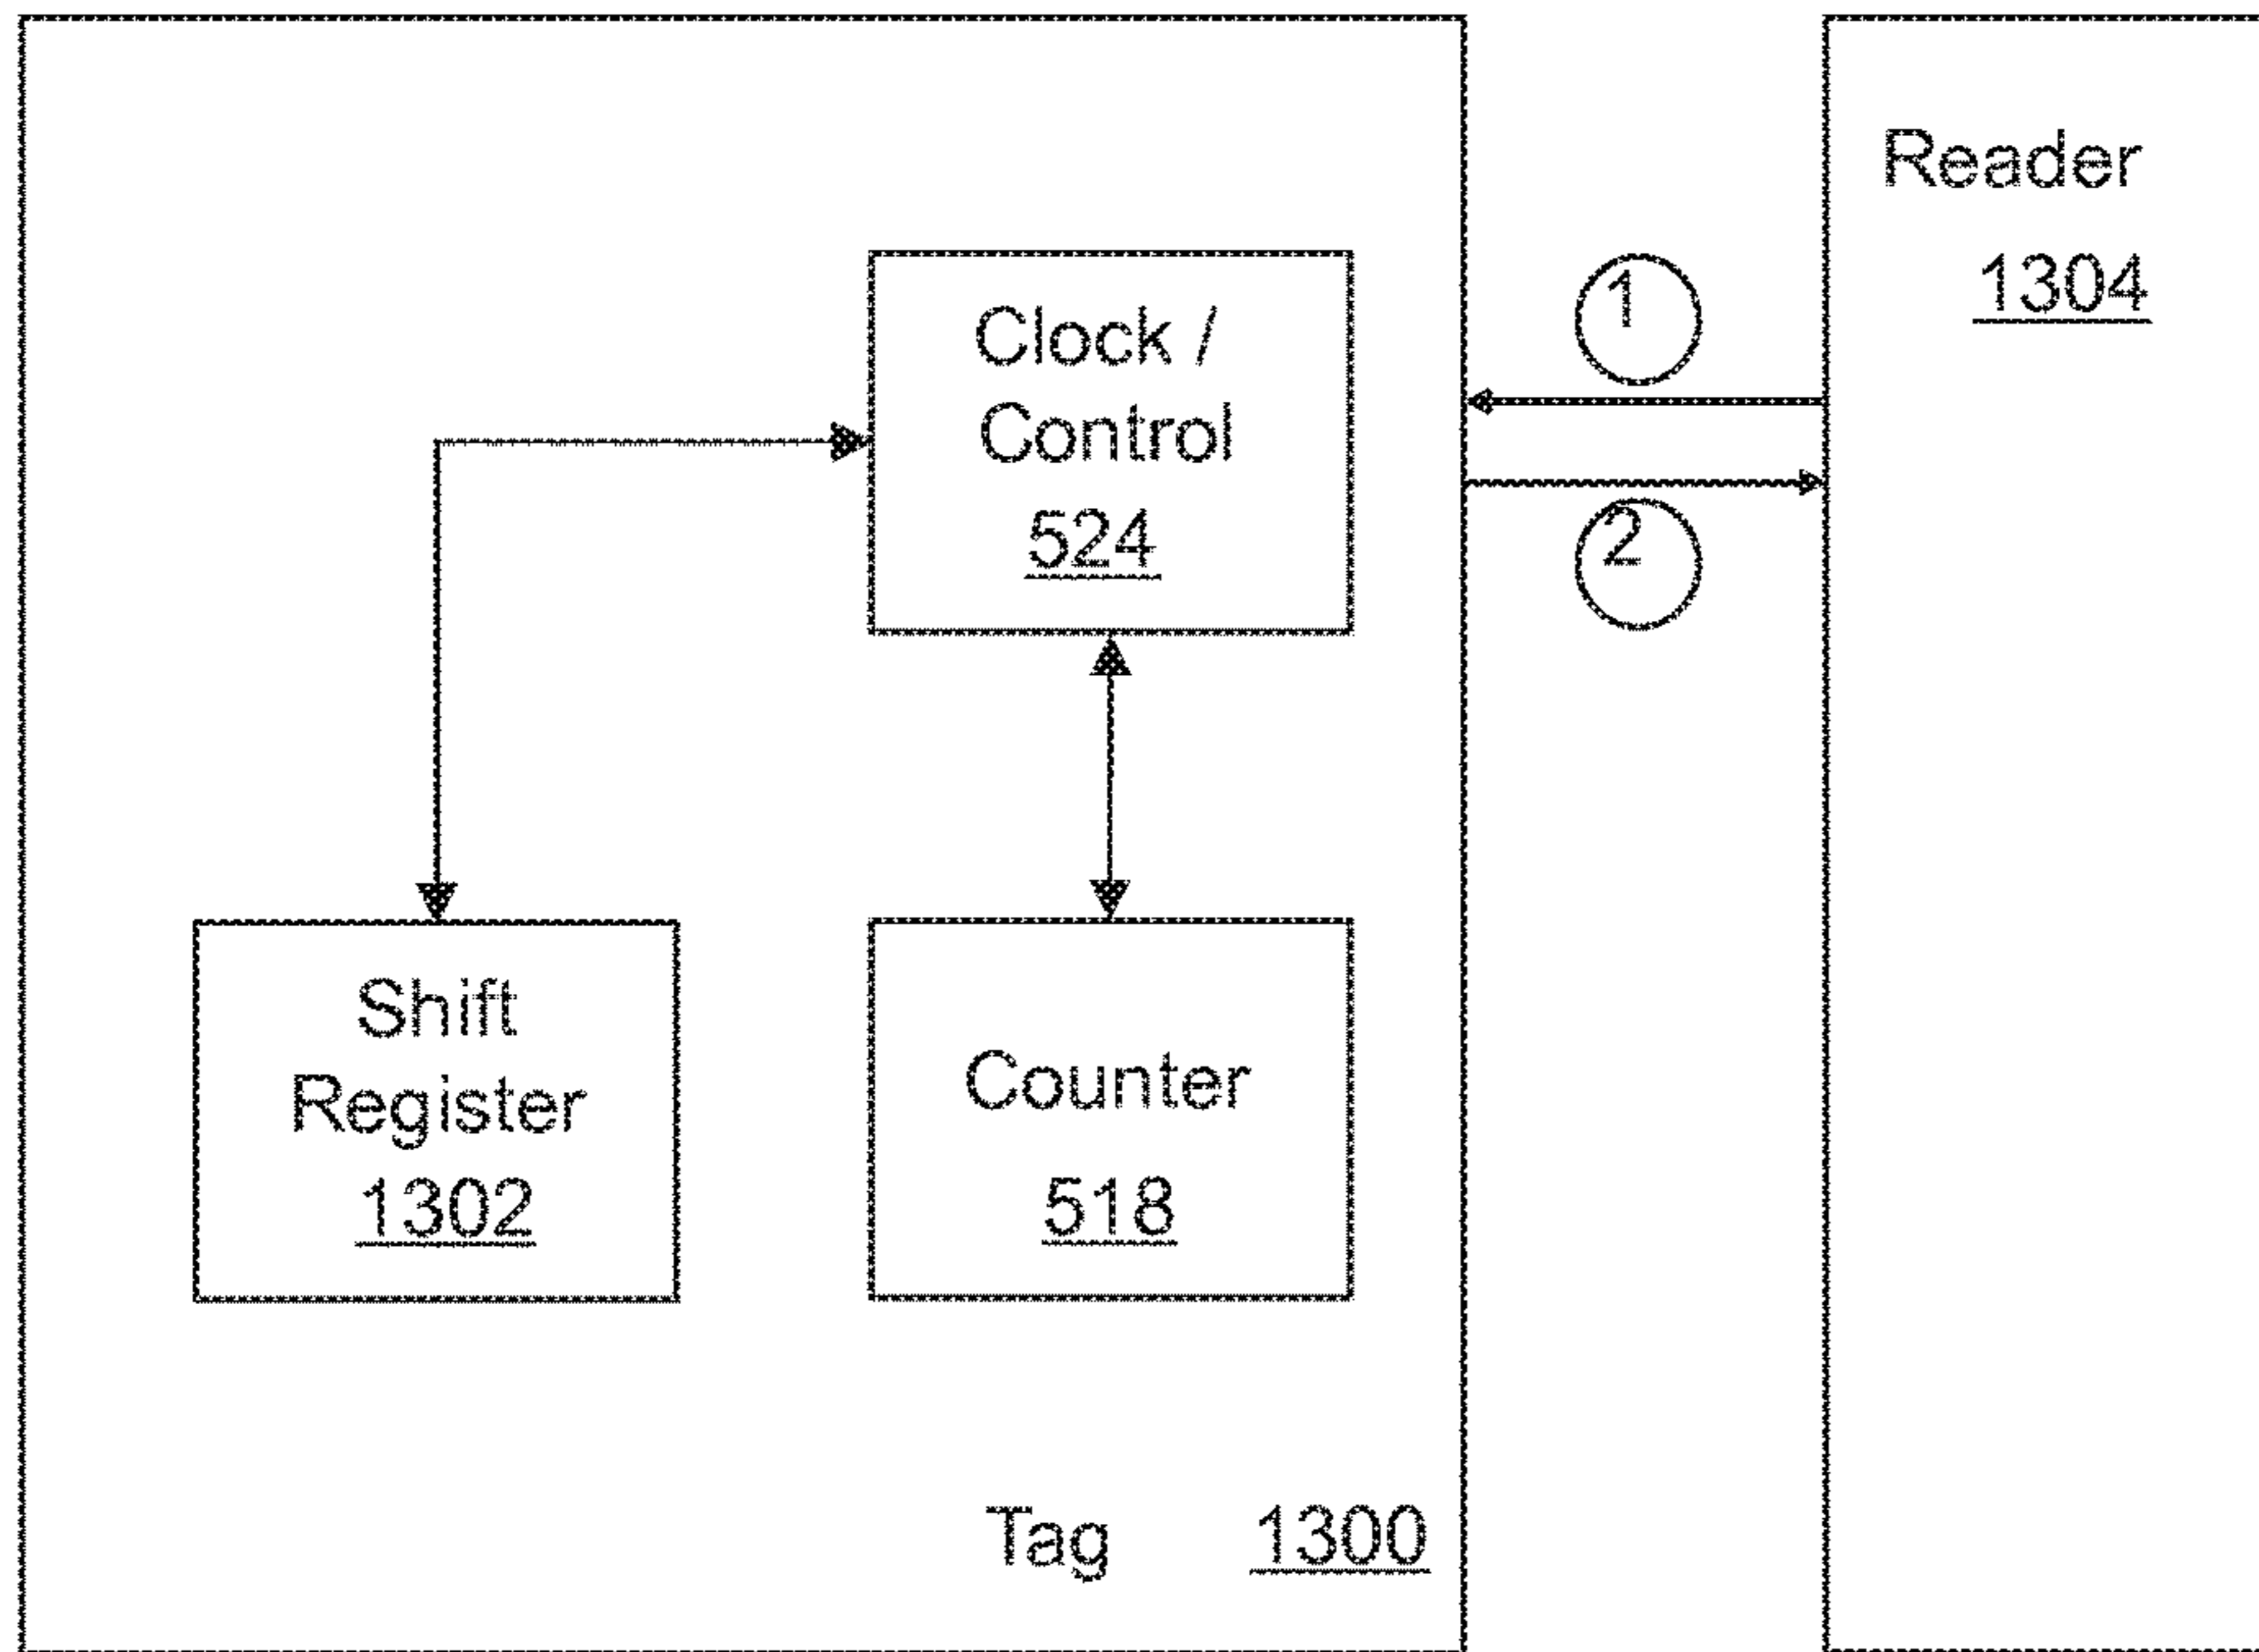 Reader
1304
1
2
Clock /
Control
524
Shift
Register
1302
Counter
518
Tag 1300